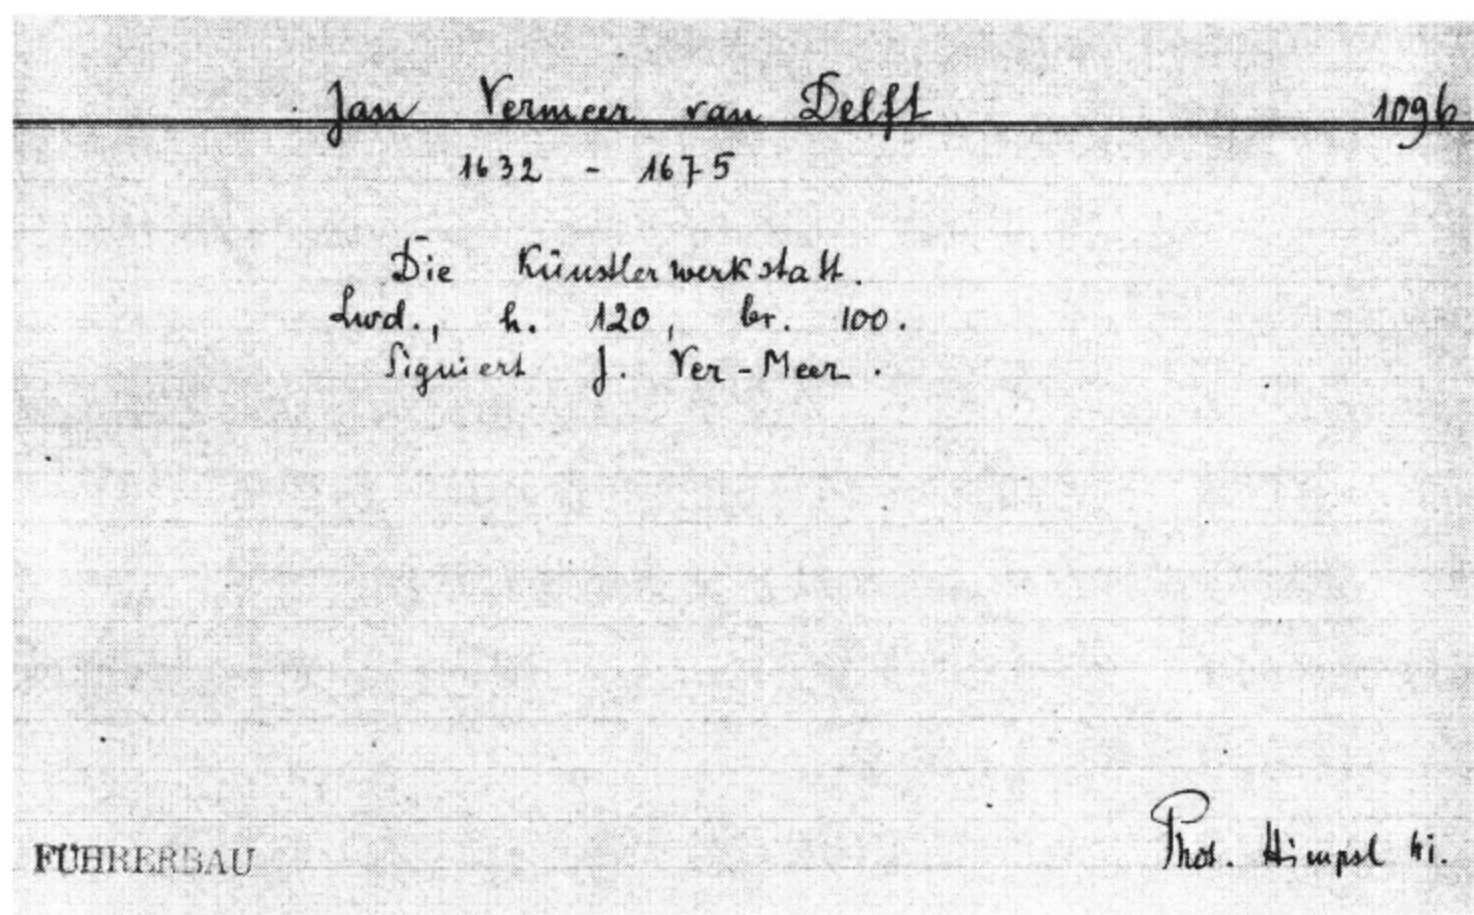 Jan Vermeer van Delft 1096
1632 - 1675
Die Künstlerwerkstatt.
Lwd., h. 120, br. 100.
Signiert J. Ver-Meer.
Phot. Himpsl
FÜHRERBAU